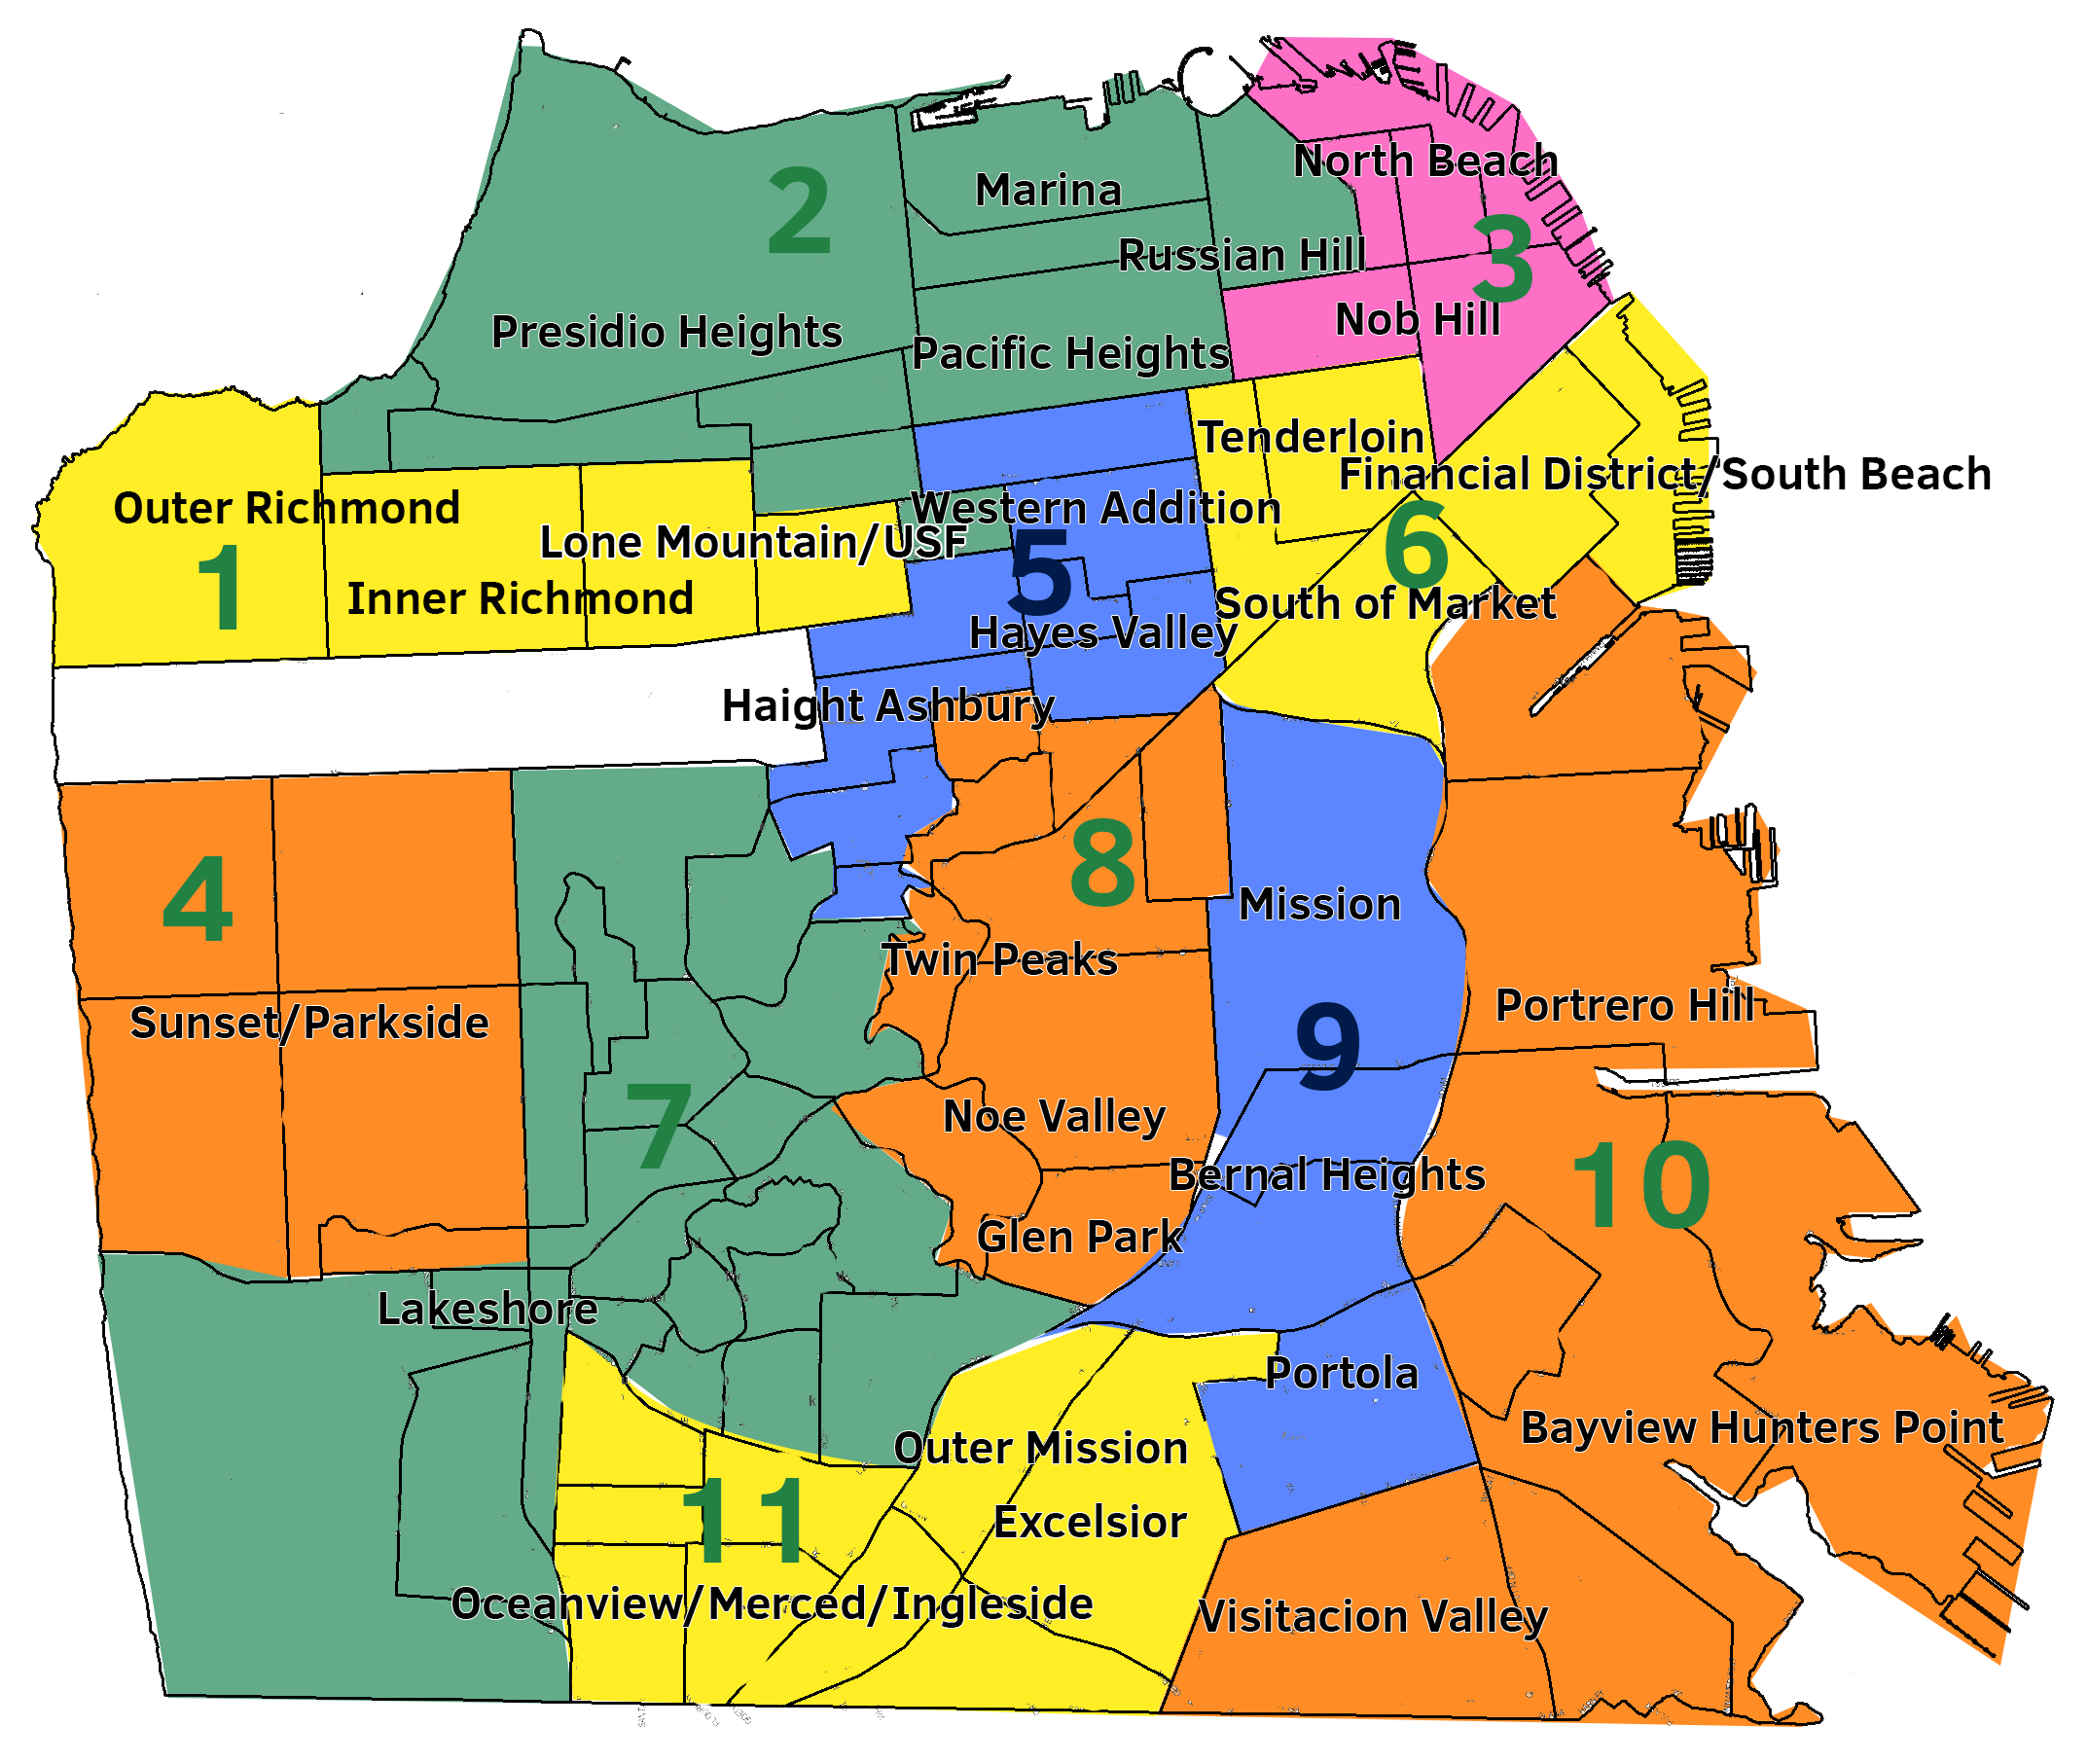 North Beach
2
Marina
3
Russian Hill
Nob Hill
Presidio Heights
Pacific Heights
Tenderloin
Financial District/South Beach
Outer Richmond
Western Addition
Lone Mountain/USF
6
1
5
Inner Richmond
South of Market
Hayes Valley
Haight Ashbury
8
4
Mission
Twin Peaks
Portrero Hill
Sunset/Parkside
9
7
Noe Valley
Bernal Heights
10
Glen Park
Lakeshore
Portola
Bayview Hunters Point
Outer Mission
11
Excelsior
Oceanview/Merced/Ingleside
Visitacion Valley